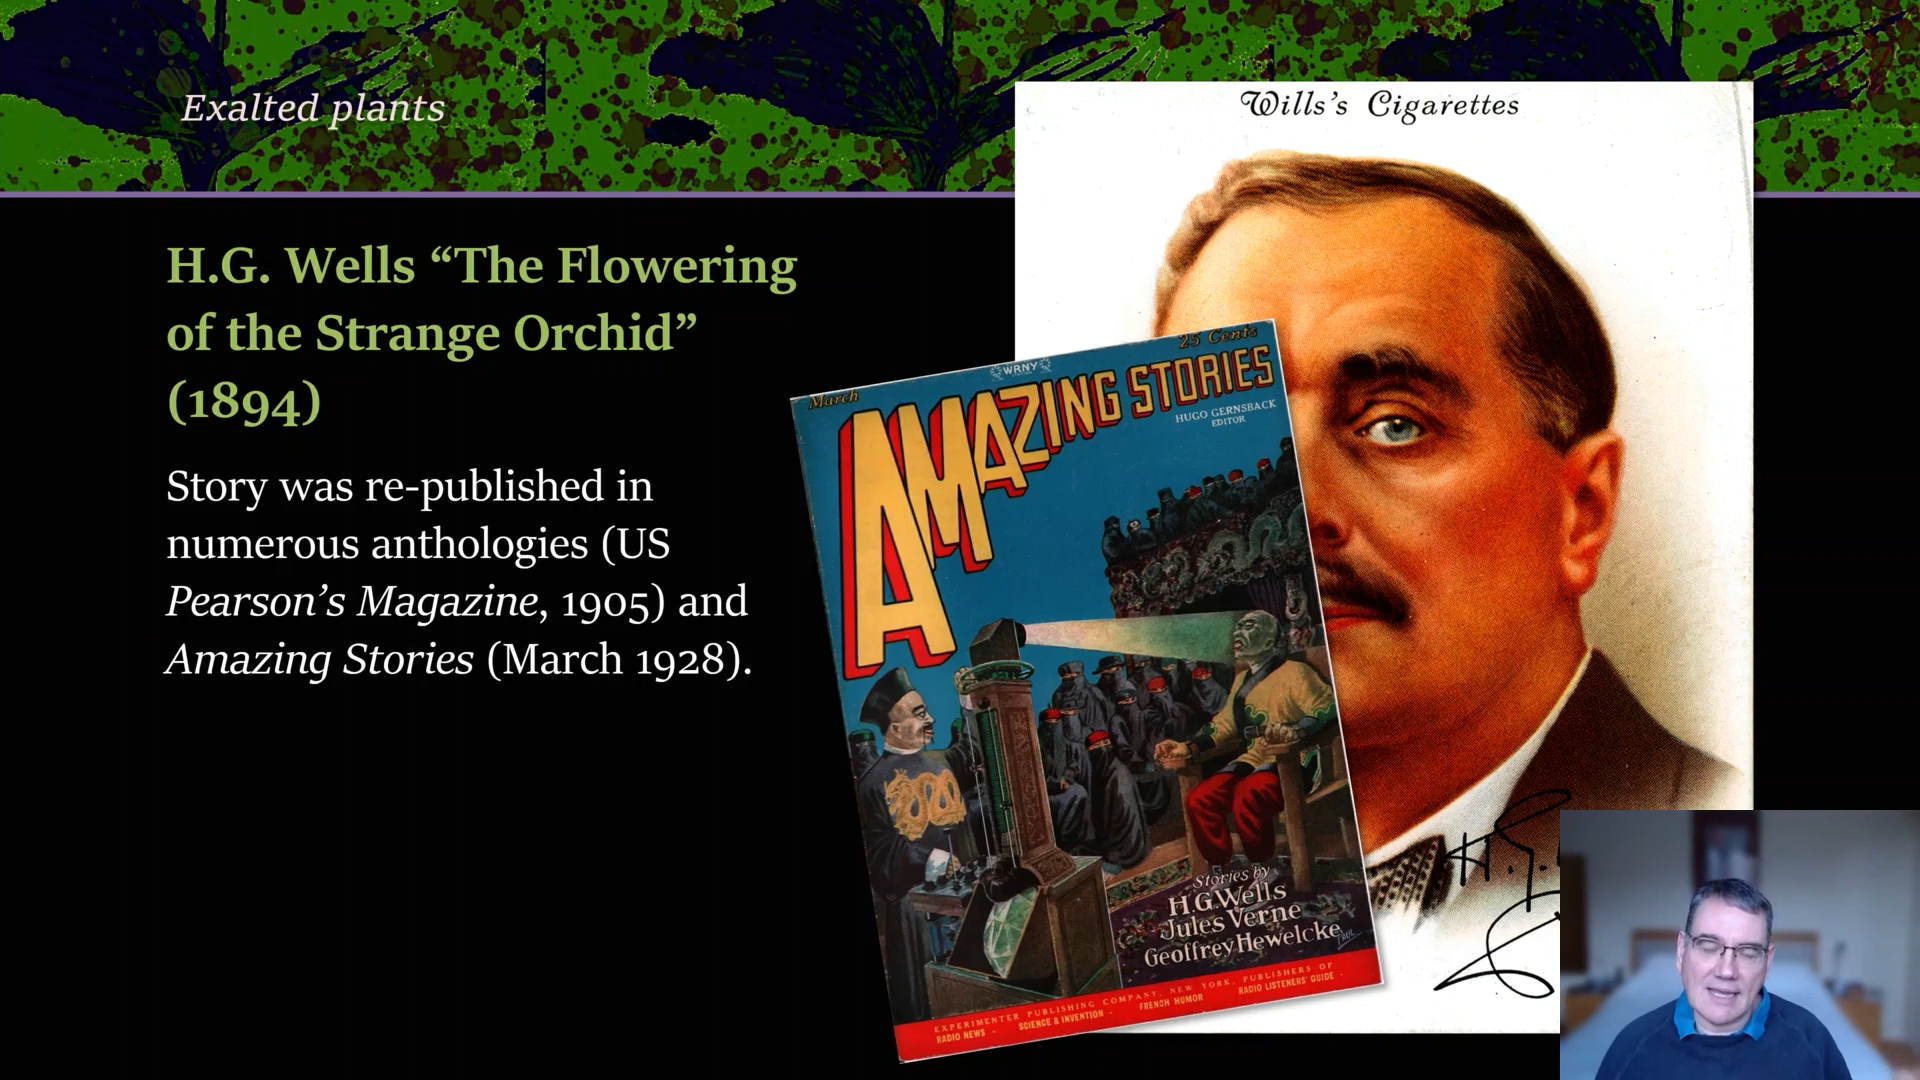 Exalted plants
H.G. Wells “The Flowering
of the Strange Orchid”
(1894)
Story was re-published in
numerous anthologies (US
Pearson’s Magazine, 1905) and
Amazing Stories (March 1928).
Wills’s Cigarettes
25 Cents
WRNY
March
AMAZING STORIES
HUGO GERNSBACK
EDITOR
Stories by
H.G. Wells
Jules Verne
Geoffrey Hewelcke
EXPERIMENTER PUBLISHING COMPANY, NEW YORK, PUBLISHERS OF
RADIO NEWS · SCIENCE & INVENTION · FRENCH HUMOR RADIO LISTENERS' GUIDE
H.G.